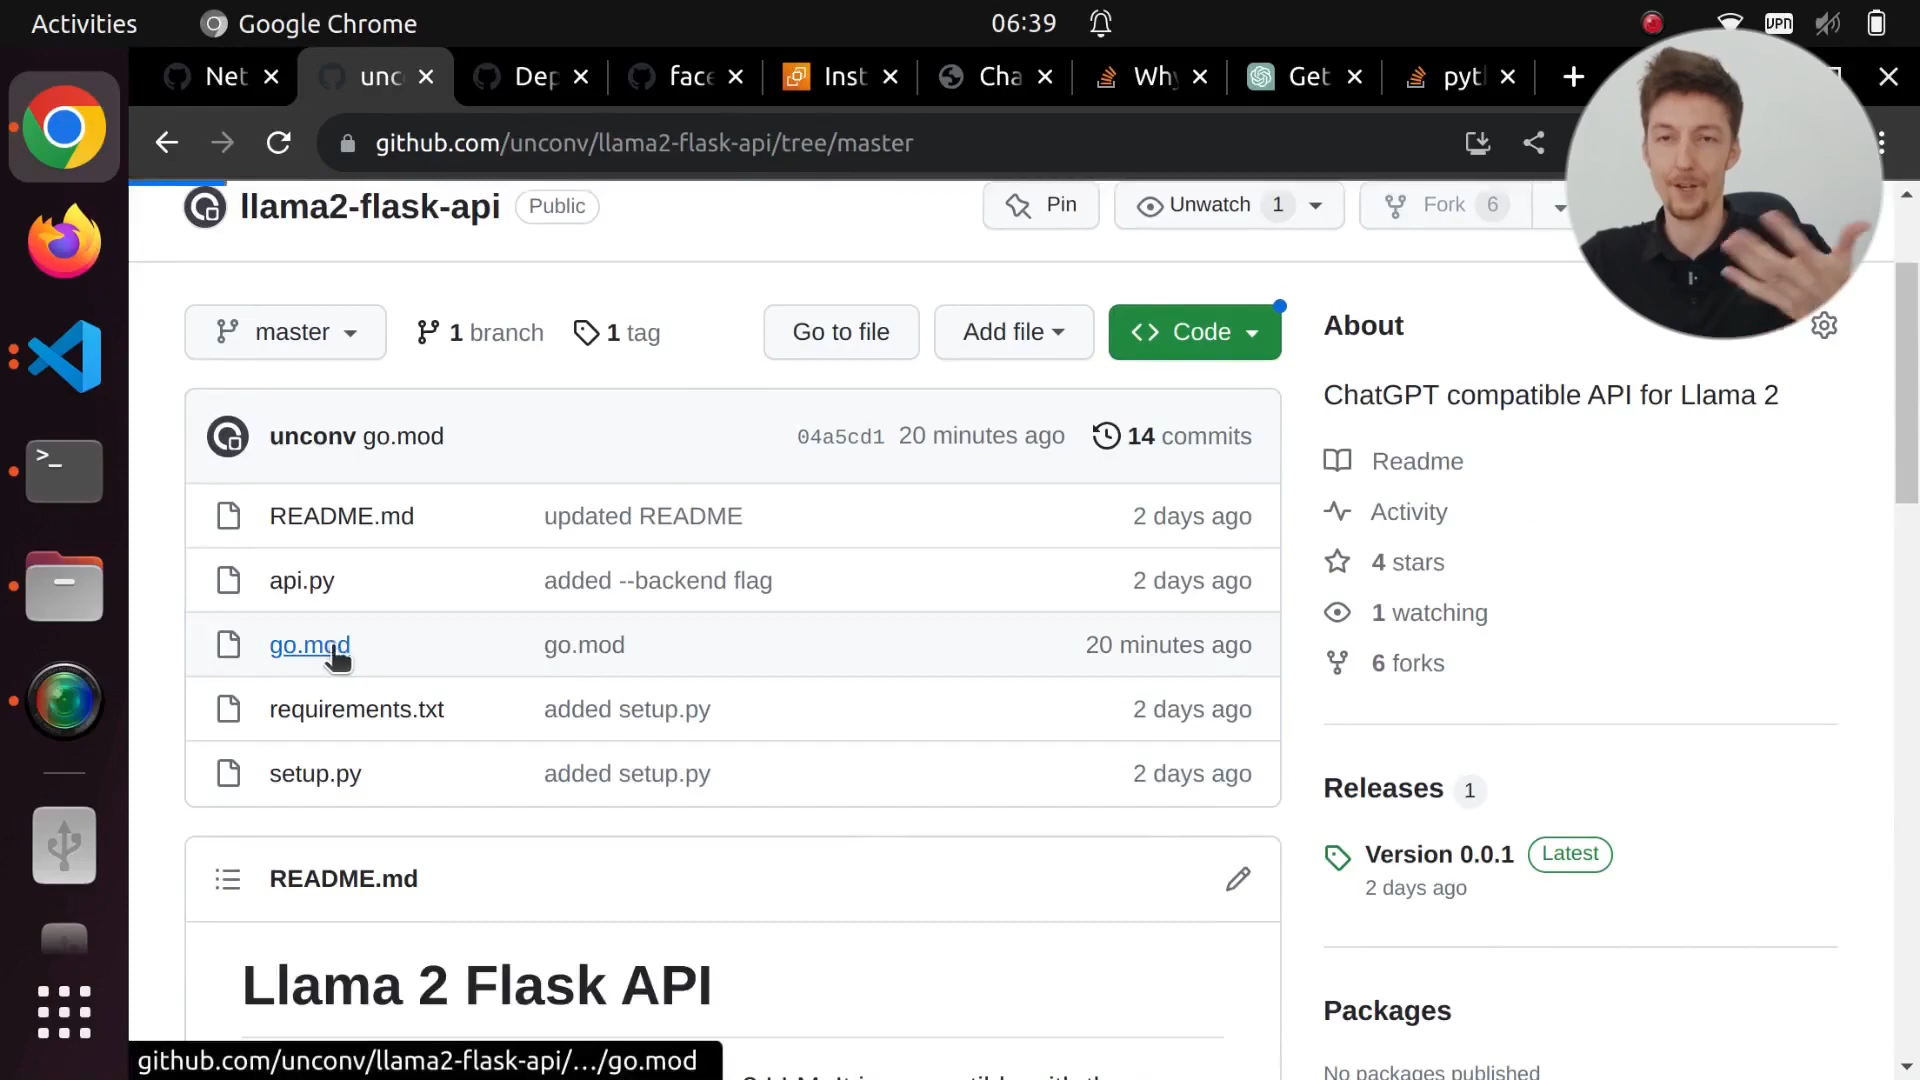 Activities
Google Chrome
06:39
VPN
Net
unc
Dep
face
Inst
Cha
Why
Get
pyt
github.com/unconv/llama2-flask-api/tree/master
llama2-flask-api
Public
Pin
Unwatch 1
Fork 6
master
1 branch
1 tag
Go to file
Add file
<> Code
About
ChatGPT compatible API for Llama 2
unconv go.mod
04a5cd1 20 minutes ago
14 commits
README.md updated README 2 days ago
api.py added --backend flag 2 days ago
go.mod go.mod 20 minutes ago
requirements.txt added setup.py 2 days ago
setup.py added setup.py 2 days ago
Readme
Activity
4 stars
1 watching
6 forks
Releases 1
Version 0.0.1 Latest
2 days ago
README.md
Llama 2 Flask API
Packages
No packages published
github.com/unconv/llama2-flask-api/…/go.mod